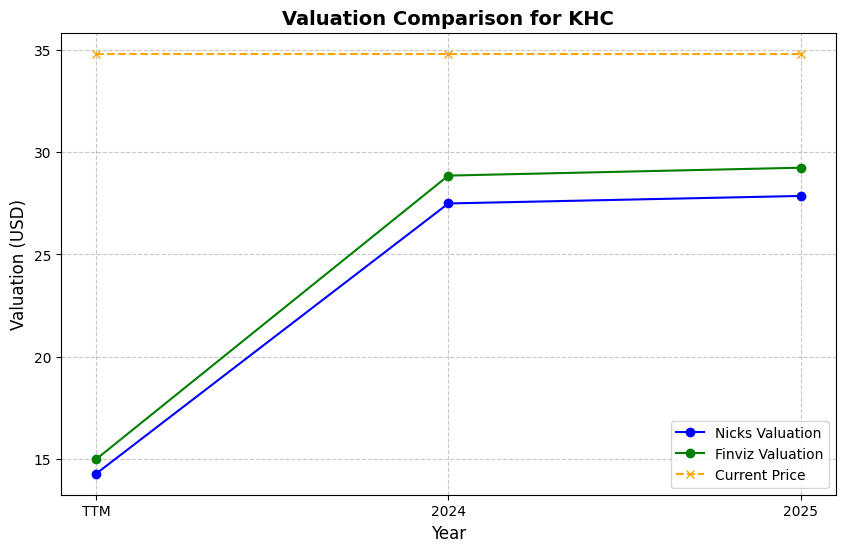 Valuation Comparison for KHC
Valuation (USD)
35
30
25
20
15
TTM
2024
2025
Year
Nicks Valuation
Finviz Valuation
Current Price